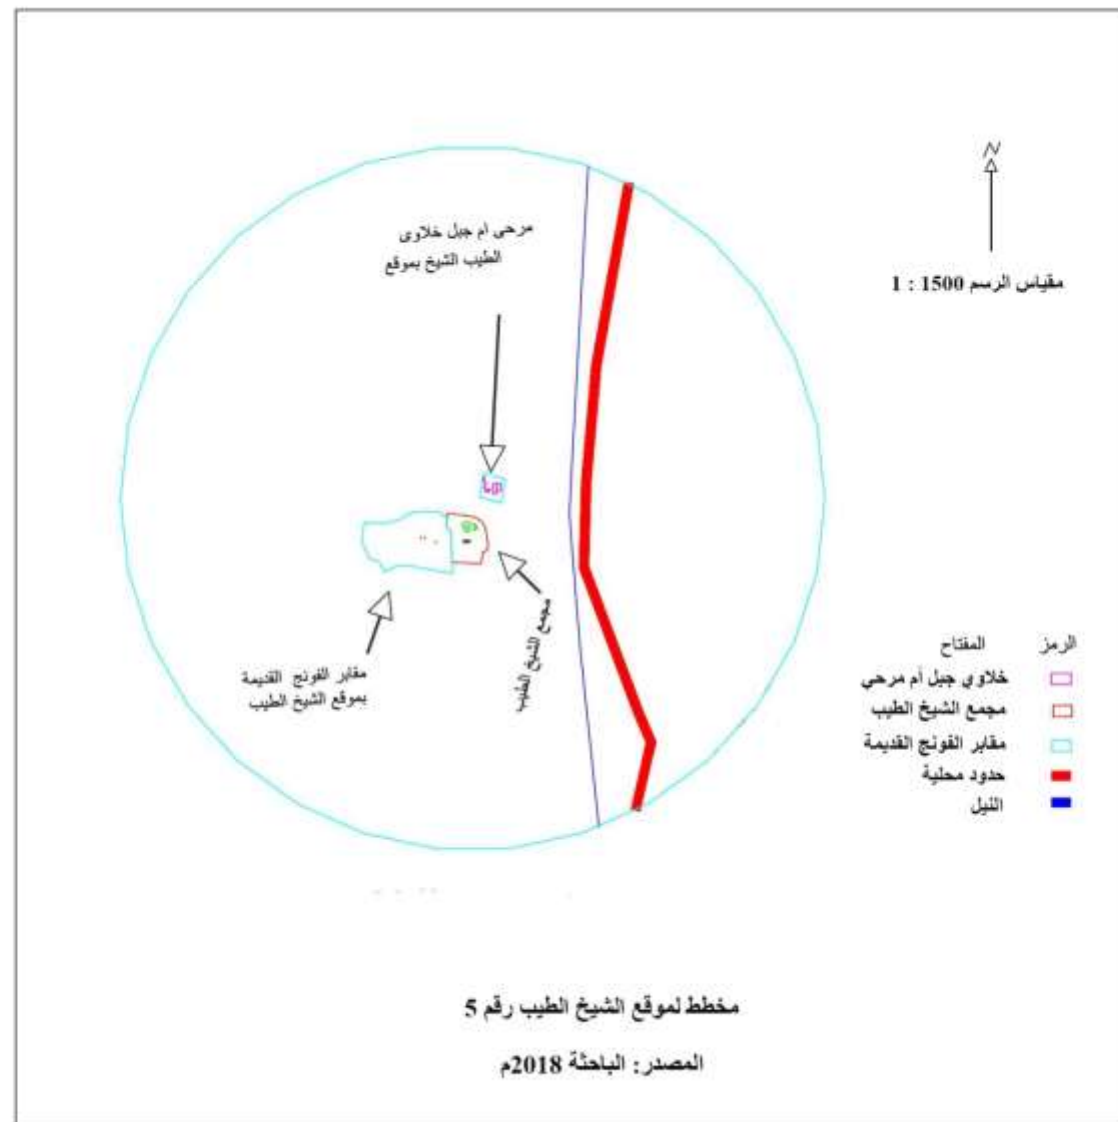 N
مقياس الرسم 1500 : 1
مرحى ام جبل خلاوى
الطيب الشيخ بموقع
مجمع الشيخ الطيب
مقابر الفونج القديمة
بموقع الشيخ الطيب
الرمز المفتاح
خلاوي جبل أم مرحي
مجمع الشيخ الطيب
مقابر الفونج القديمة
حدود محلية
النيل
مخطط لموقع الشيخ الطيب رقم 5
المصدر: الباحثة 2018م